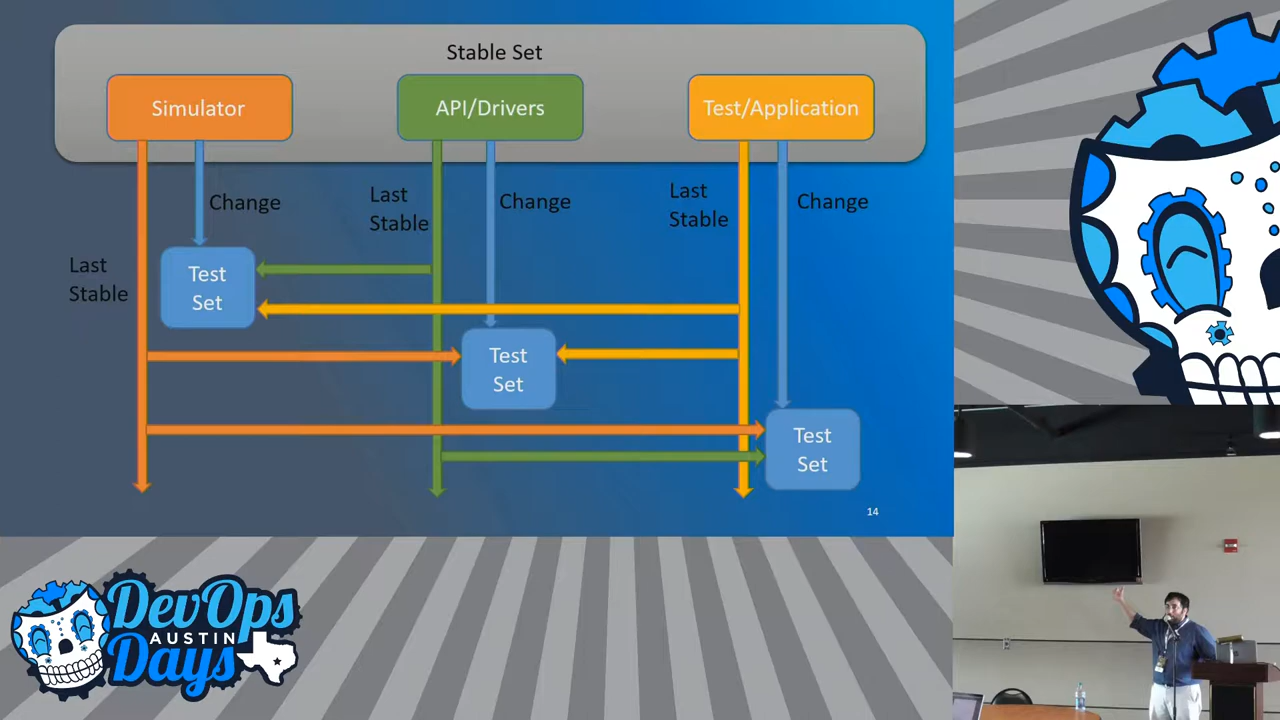 Stable Set
Simulator
API/Drivers
Test/Application
Change
Last
Stable
Change
Last
Stable
Change
Last
Stable
Test
Set
Test
Set
Test
Set
14
DevOps
AUSTIN
Days